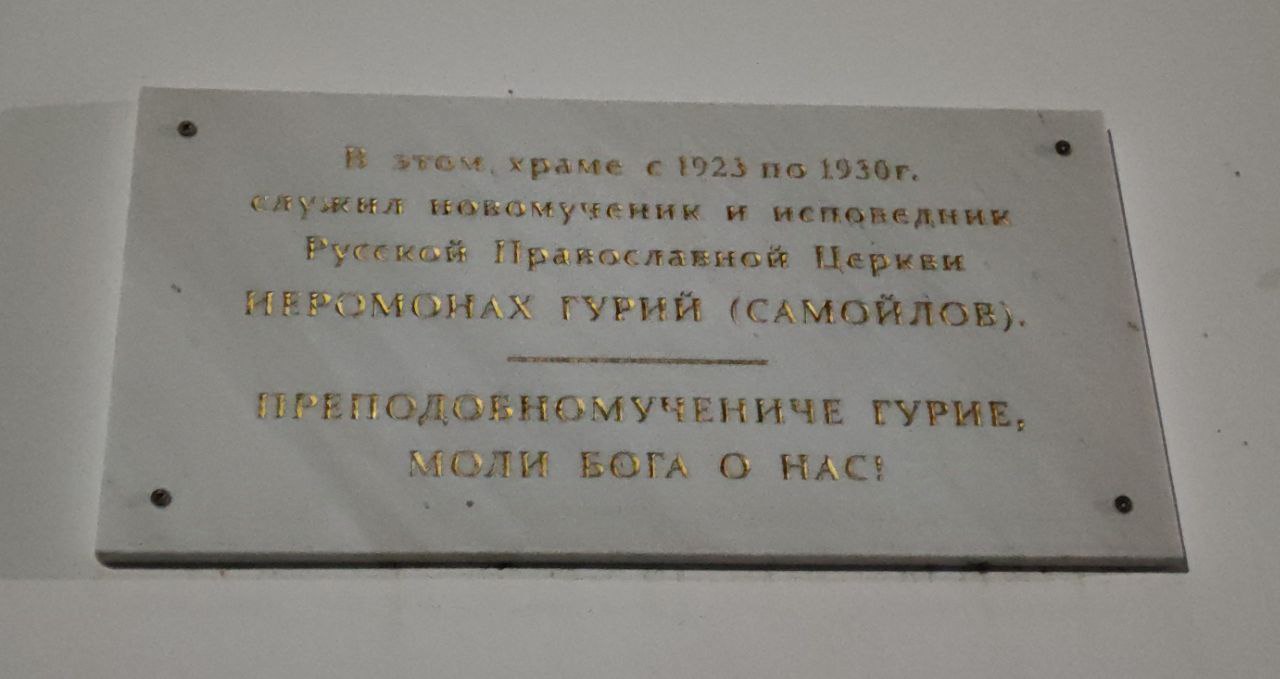 В этом храме с 1923 по 1930г.
служил новомученик и исповедник
Русской Православной Церкви
ИЕРОМОНАХ ГУРИЙ (САМОЙЛОВ).
ПРЕПОДОБНОМУЧЕНИЧЕ ГУРИЕ,
МОЛИ БОГА О НАС!